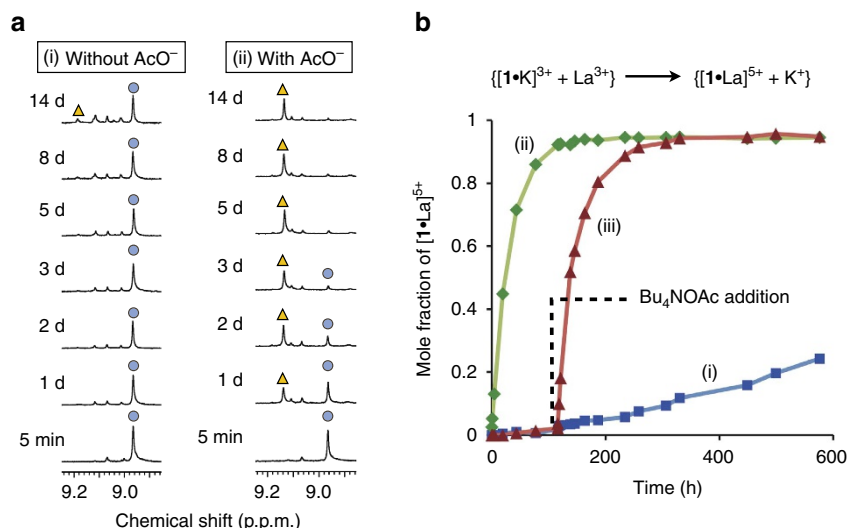 a
(i) Without AcO⁻
(ii) With AcO⁻
14 d
8 d
5 d
3 d
2 d
1 d
5 min
9.2 9.0
14 d
8 d
5 d
3 d
2 d
1 d
5 min
9.2 9.0
Chemical shift (p.p.m.)
b
{[1•K]³⁺ + La³⁺} ⟶ {[1•La]⁵⁺ + K⁺}
Mole fraction of [1•La]⁵⁺
1
0.8
0.6
0.4
0.2
0
(ii)
(iii)
Bu₄NOAc addition
(i)
0 200 400 600
Time (h)